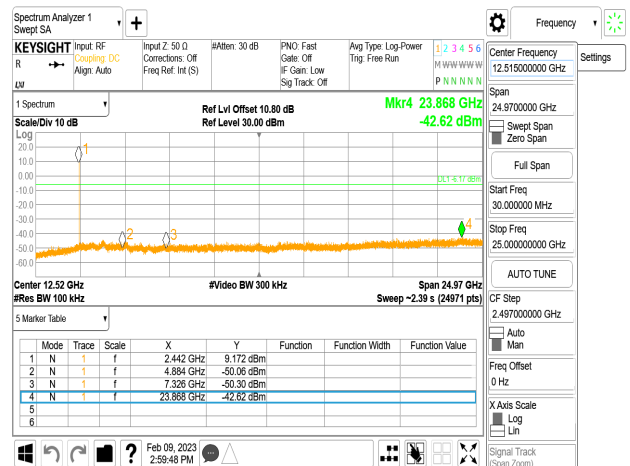 Spectrum Analyzer 1
Swept SA
Frequency
KEYSIGHT
R
LXI
Input: RF
Coupling: DC
Align: Auto
Input Z: 50 Ω
Corrections: Off
Freq Ref: Int (S)
#Atten: 30 dB
PNO: Fast
Gate: Off
IF Gain: Low
Sig Track: Off
Avg Type: Log-Power
Trig: Free Run
1 2 3 4 5 6
M W W W W W
P N N N N N
1 Spectrum
Scale/Div 10 dB
Ref Lvl Offset 10.80 dB
Ref Level 30.00 dBm
Mkr4 23.868 GHz
-42.62 dBm
Log
20.0
10.0
0.00
-10.0
-20.0
-30.0
-40.0
-50.0
-60.0
1
2
3
4
Center 12.52 GHz
#Video BW 300 kHz
Span 24.97 GHz
#Res BW 100 kHz
Sweep ~2.39 s (24971 pts)
5 Marker Table
Mode Trace Scale X Y Function Function Width Function Value
1 N 1 f 2.442 GHz 9.172 dBm
2 N 1 f 4.884 GHz -50.06 dBm
3 N 1 f 7.326 GHz -50.30 dBm
4 N 1 f 23.868 GHz -42.62 dBm
5
6
Feb 09, 2023
2:59:48 PM
Center Frequency
12.515000000 GHz
Settings
Span
24.9700000 GHz
Swept Span
Zero Span
Full Span
Start Freq
30.000000 MHz
Stop Freq
25.000000000 GHz
AUTO TUNE
CF Step
2.497000000 GHz
Auto
Man
Freq Offset
0 Hz
X Axis Scale
Log
Lin
Signal Track
(Span Zoom)